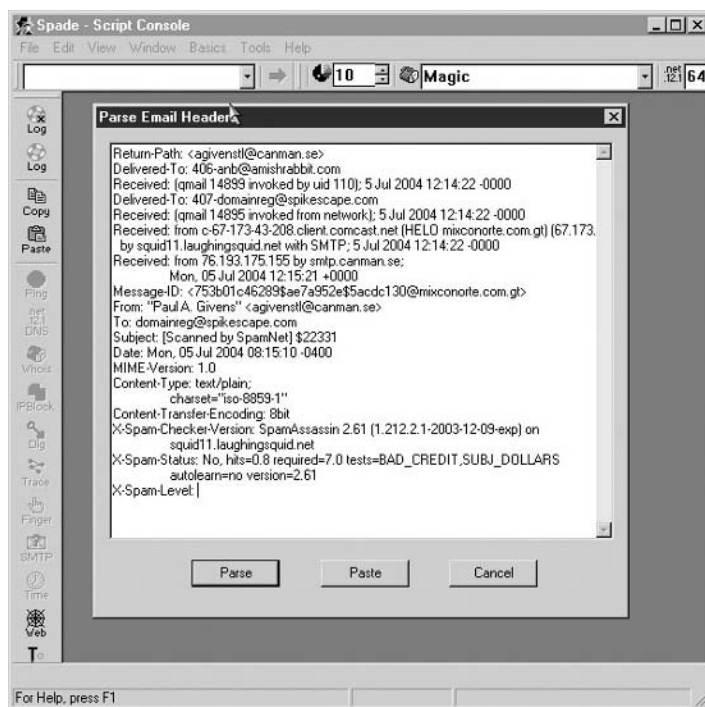 Spade - Script Console
File Edit View Window Basics Tools Help
10
Magic
.net
.12.1
64
Log
Log
Copy
Paste
Ping
.net
.12.1
DNS
Whois
IPBlock
Dig
Trace
Finger
SMTP
Time
Web
Parse Email Headers
Return-Path: <agivenstl@canman.se>
Delivered-To: 406-anb@amishrabbit.com
Received: (qmail 14899 invoked by uid 110); 5 Jul 2004 12:14:22 -0000
Delivered-To: 407-domainreg@spikescape.com
Received: (qmail 14895 invoked from network); 5 Jul 2004 12:14:22 -0000
Received: from c-67-173-43-208.client.comcast.net (HELO mixconorte.com.gt) (67.173.
by squid11.laughingsquid.net with SMTP; 5 Jul 2004 12:14:22 -0000
Received: from 76.193.175.155 by smtp.canman.se;
Mon, 05 Jul 2004 12:15:21 +0000
Message-ID: <753b01c46289$ae7a952e$5acdc130@mixconorte.com.gt>
From: "Paul A. Givens" <agivenstl@canman.se>
To: domainreg@spikescape.com
Subject: [Scanned by SpamNet] $22331
Date: Mon, 05 Jul 2004 08:15:10 -0400
MIME-Version: 1.0
Content-Type: text/plain;
charset="iso-8859-1"
Content-Transfer-Encoding: 8bit
X-Spam-Checker-Version: SpamAssassin 2.61 (1.212.2.1-2003-12-09-exp) on
squid11.laughingsquid.net
X-Spam-Status: No, hits=0.8 required=7.0 tests=BAD_CREDIT,SUBJ_DOLLARS
autolearn=no version=2.61
X-Spam-Level:
Parse Paste Cancel
For Help, press F1